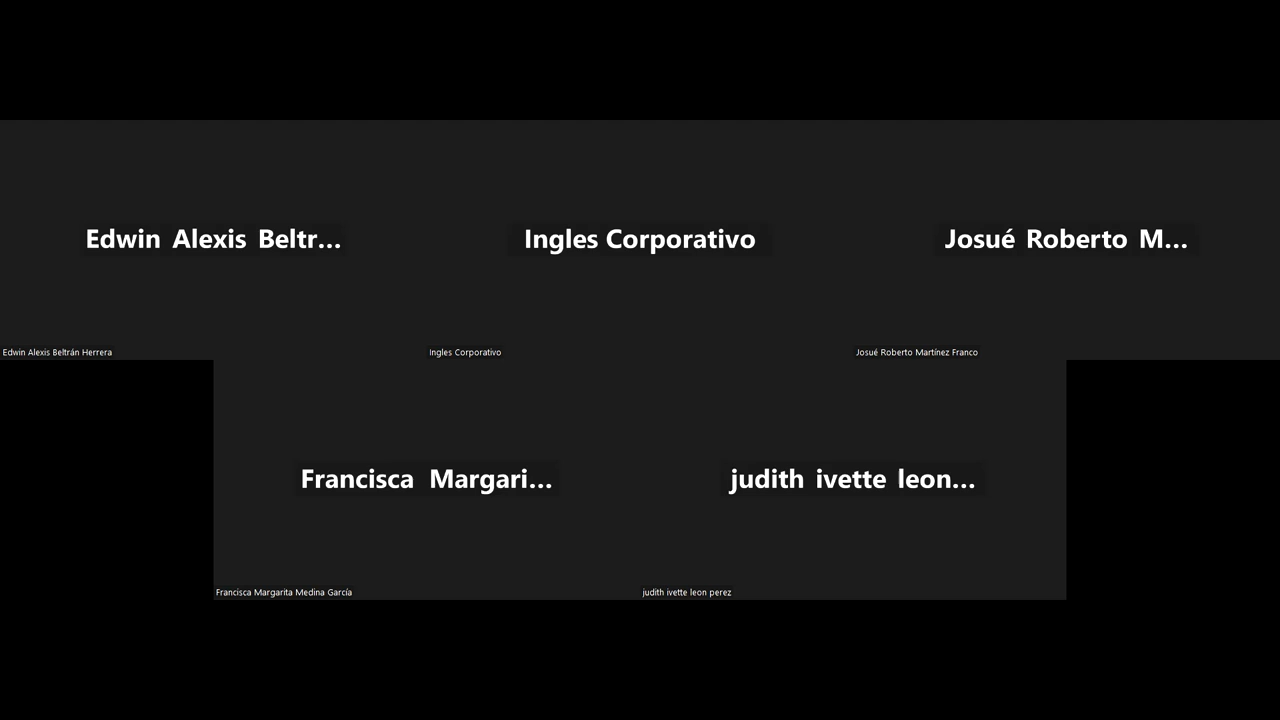 Edwin Alexis Beltr...
Ingles Corporativo
Josué Roberto M...
Edwin Alexis Beltrán Herrera
Ingles Corporativo
Josué Roberto Martínez Franco
Francisca Margari...
judith ivette leon...
Francisca Margarita Medina García
judith ivette leon perez